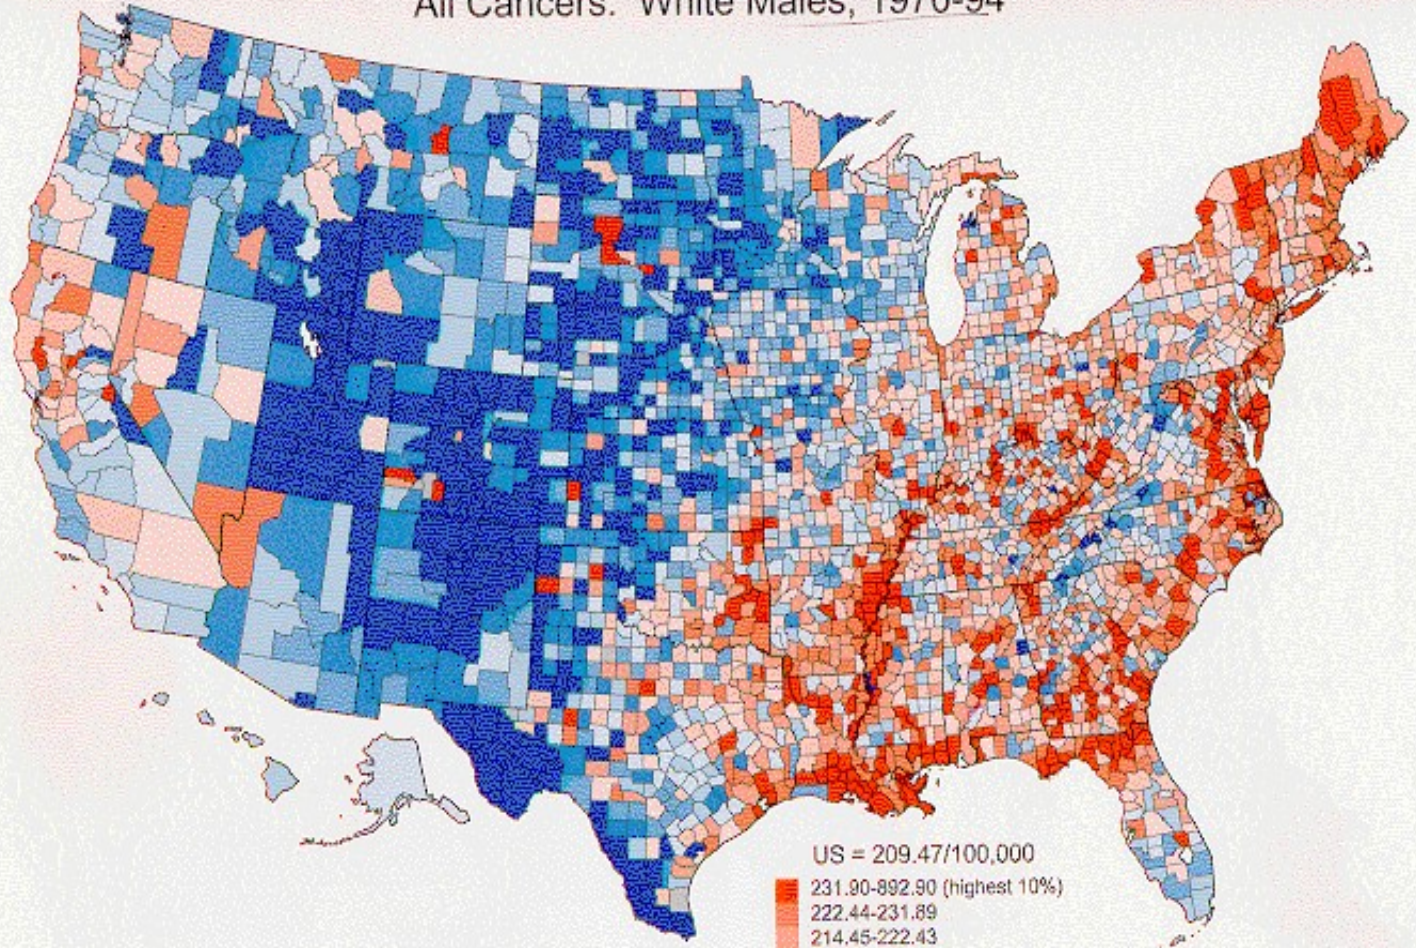 All Cancers: White Males, 1970-94
US = 209.47/100,000
231.90-892.90 (highest 10%)
222.44-231.89
214.45-222.43